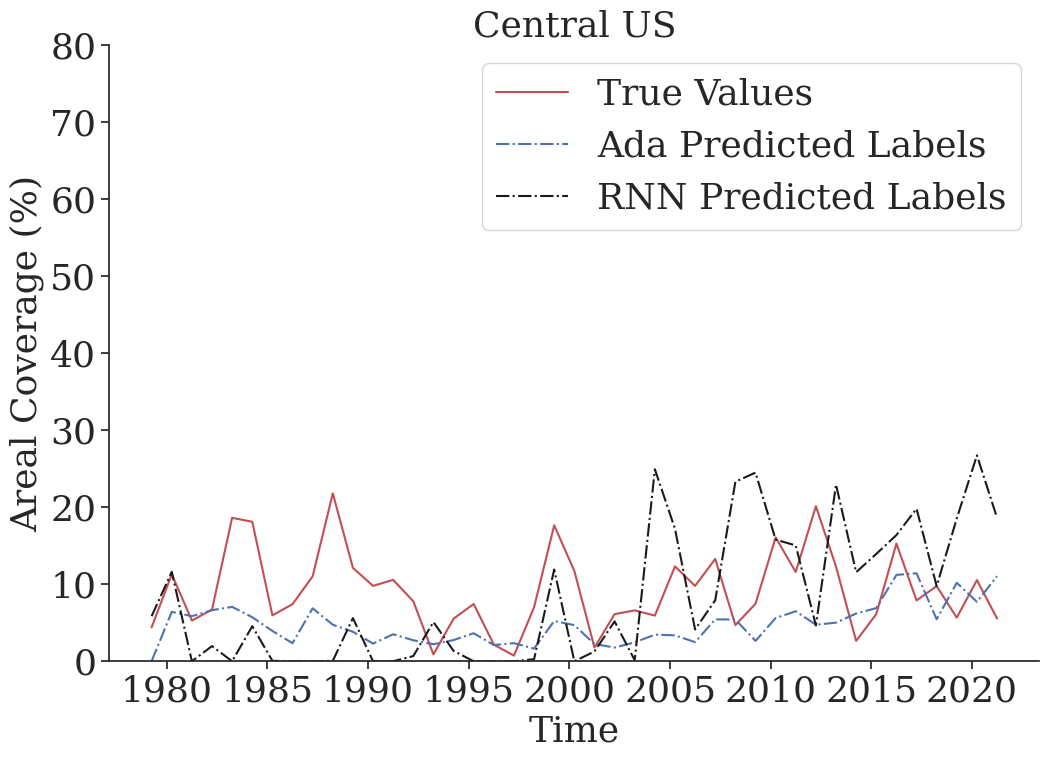 Central US
80
70
60
50
40
30
20
10
0
Areal Coverage (%)
True Values
Ada Predicted Labels
RNN Predicted Labels
1980 1985 1990 1995 2000 2005 2010 2015 2020
Time